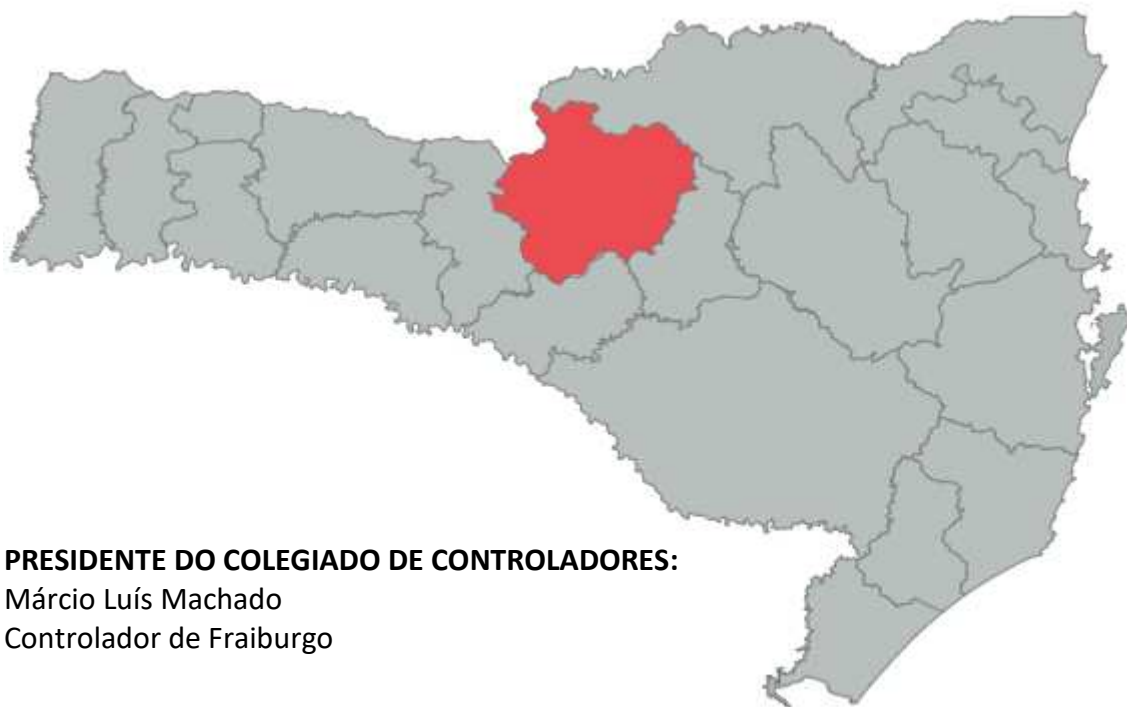 PRESIDENTE DO COLEGIADO DE CONTROLADORES:
Márcio Luís Machado
Controlador de Fraiburgo